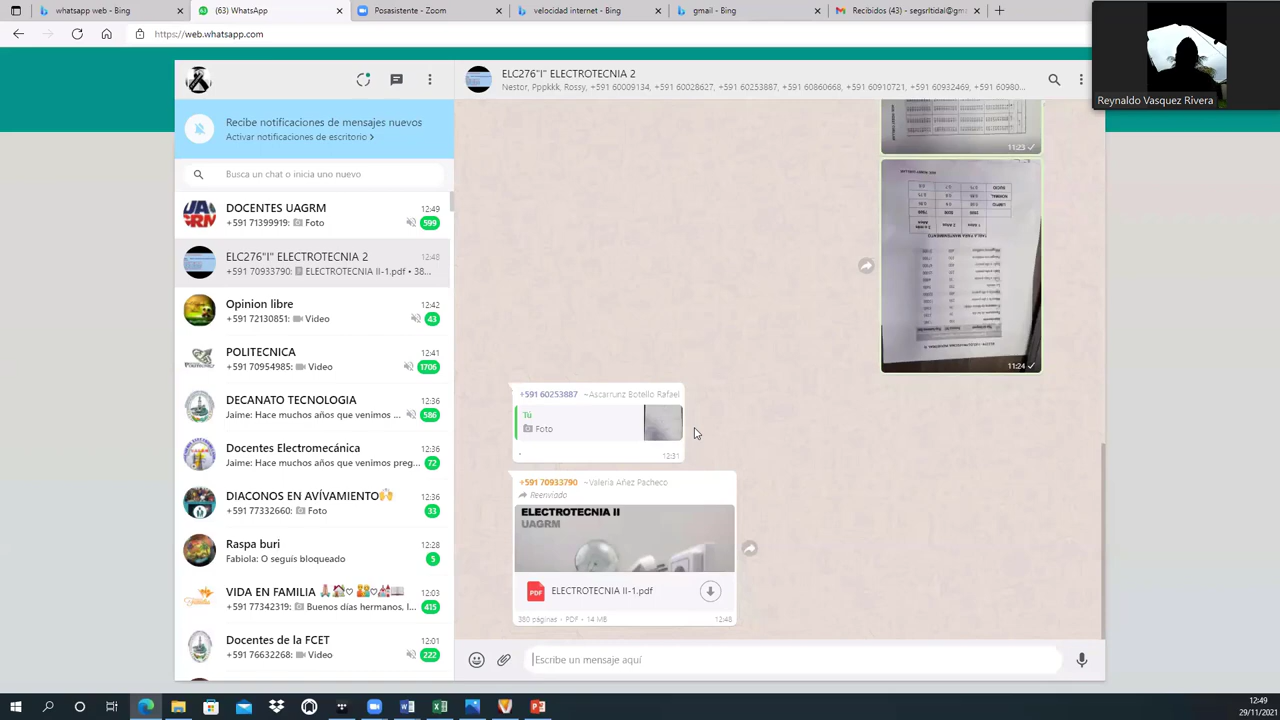 whatsapp web - Bing
(63) WhatsApp
Posasistente - Zoom
velocidad internet - Bing
gmail - Bing
Recibidos (43) - segsrltidal@gm
https://web.whatsapp.com
Reynaldo Vasquez Rivera
Recibe notificaciones de mensajes nuevos
Activar notificaciones de escritorio >
Busca un chat o inicia uno nuevo
12:49
+591 71395919: Foto
599
ELC276"I" ELECTROTECNIA 2
12:48
+591 70933790: ELECTROTECNIA II-1.pdf • 38...
12:42
Video
43
POLITECNICA
12:41
+591 70954985: Video
1706
DECANATO TECNOLOGIA
12:36
Jaime: Hace muchos años que venimos ...
586
Docentes Electromecánica
12:36
Jaime: Hace muchos años que venimos preg...
72
DIACONOS EN AVÍVAMIENTO🙌
12:36
+591 77332660: Foto
33
Raspa buri
12:28
Fabiola: O seguís bloqueado
5
VIDA EN FAMILIA
12:06
+591 77342319: Buenos días hermanos, l...
415
Docentes de la FCET
12:01
+591 76632268: Video
222
ELC276"I" ELECTROTECNIA 2
Nestor, Pppkkk, Rossy, +591 60009134, +591 60028627, +591 60253887, +591 60860668, +591 60910721, +591 60932469, +591 60980...
11:23
TABLA PARA MANTENIMIENTO
11:24
+591 60253887 ~Ascarrunz Botello Rafael
Tú
Foto
.
12:31
+591 70933790 ~Valeria Añez Pacheco
Reenviado
ELECTROTECNIA II
UAGRM
PDF
ELECTROTECNIA II-1.pdf
380 páginas • PDF • 14 MB
12:48
Escribe un mensaje aquí
12:49
29/11/2021